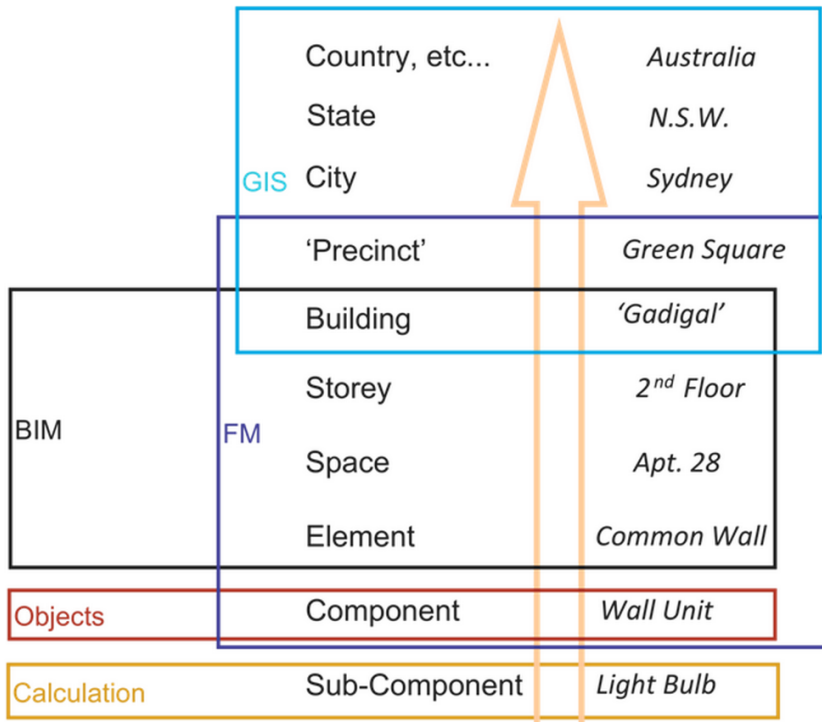 Country, etc... Australia
State N.S.W.
GIS City Sydney
‘Precinct’ Green Square
Building ‘Gadigal’
Storey 2nd Floor
BIM FM
Space Apt. 28
Element Common Wall
Objects Component Wall Unit
Calculation Sub-Component Light Bulb